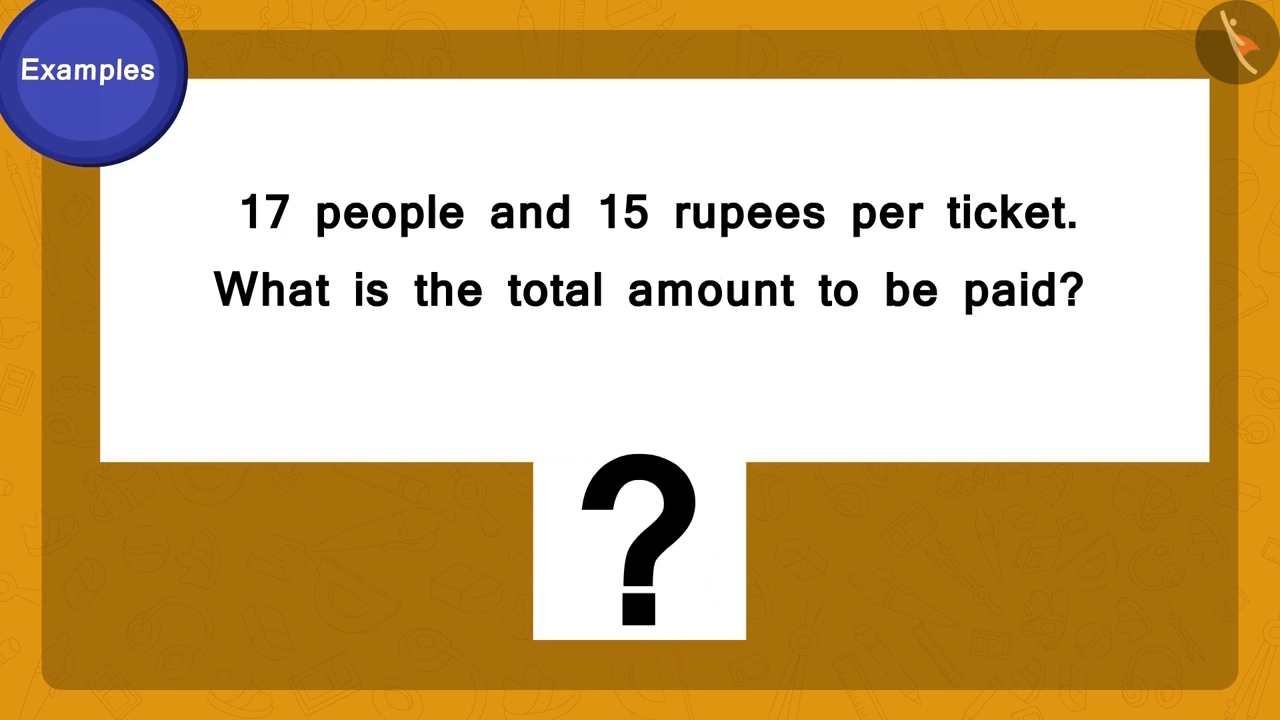 Examples
17 people and 15 rupees per ticket.
What is the total amount to be paid?
?